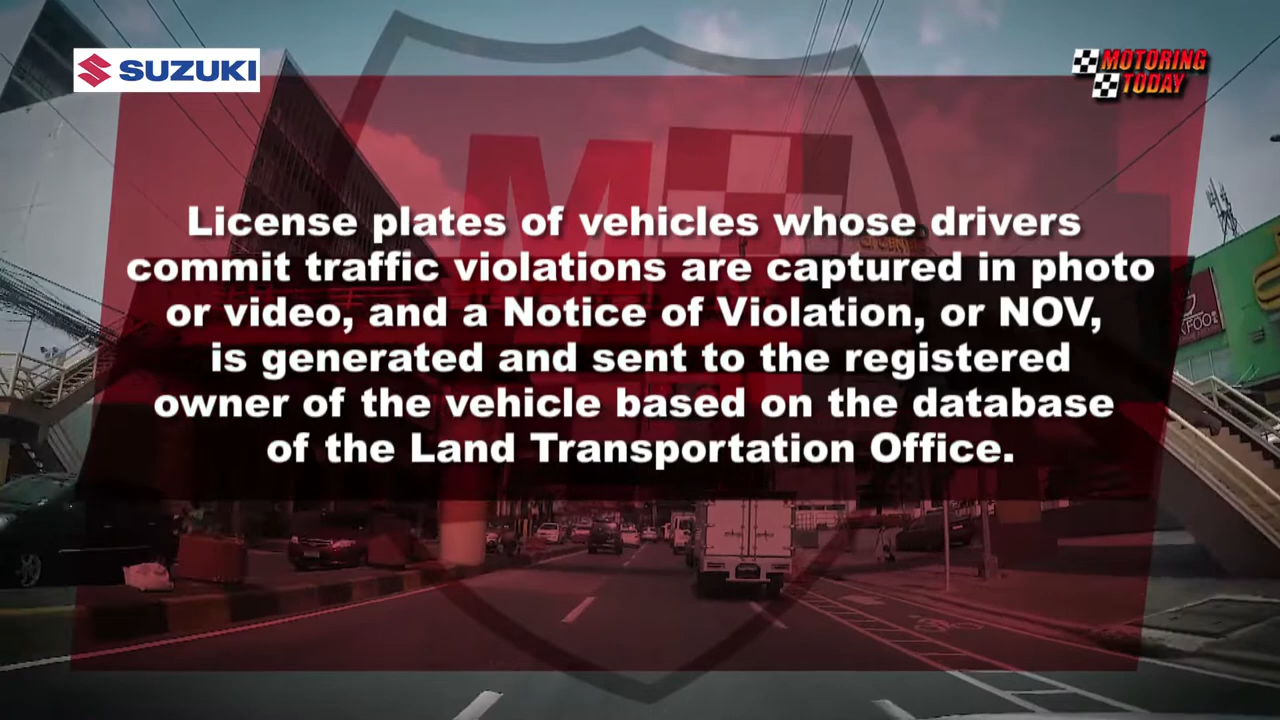 SUZUKI
MOTORING
TODAY
License plates of vehicles whose drivers
commit traffic violations are captured in photo
or video, and a Notice of Violation, or NOV,
is generated and sent to the registered
owner of the vehicle based on the database
of the Land Transportation Office.